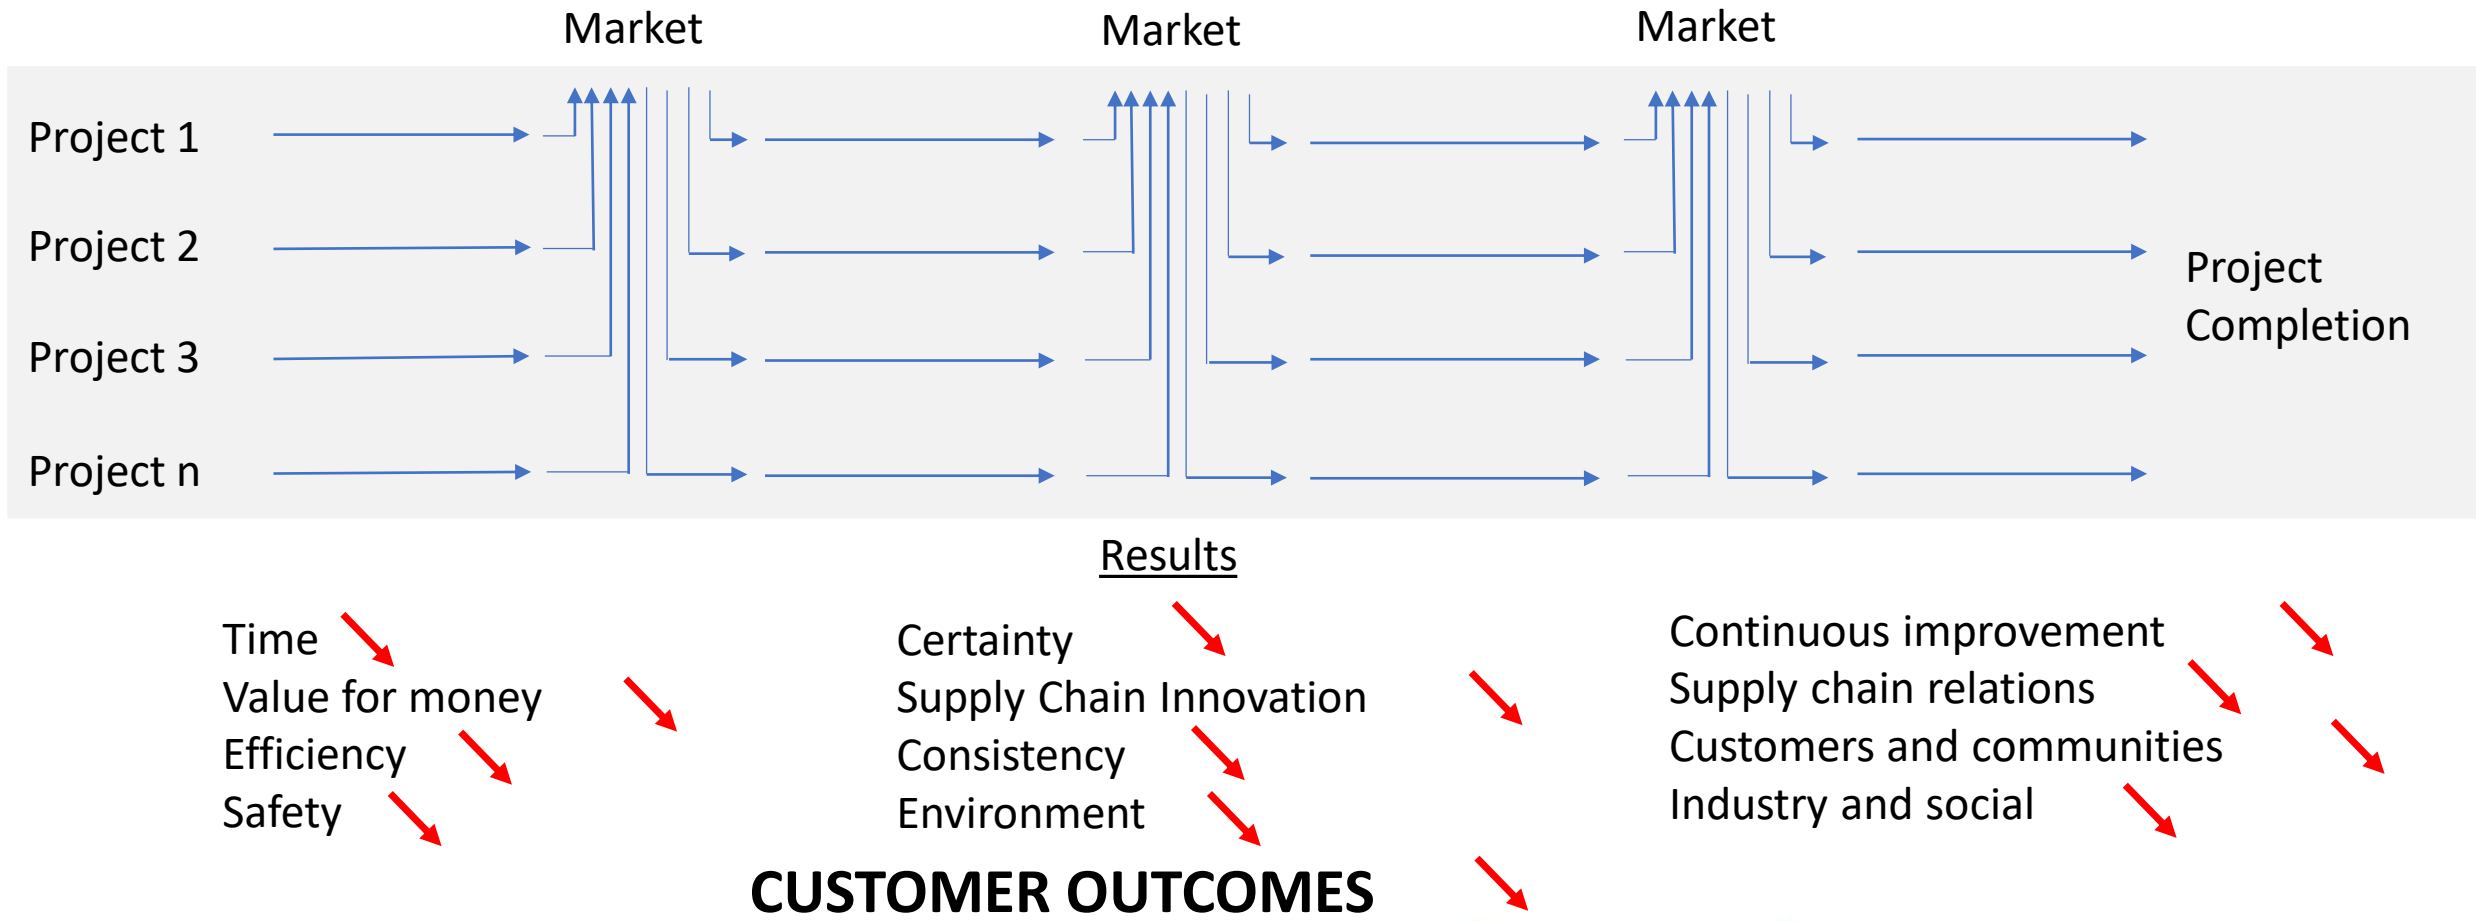 Market
Market
Market
Project 1
Project 2
Project 3
Project n
Project
Completion
Results
Time
Value for money
Efficiency
Safety
Certainty
Supply Chain Innovation
Consistency
Environment
Continuous improvement
Supply chain relations
Customers and communities
Industry and social
CUSTOMER OUTCOMES